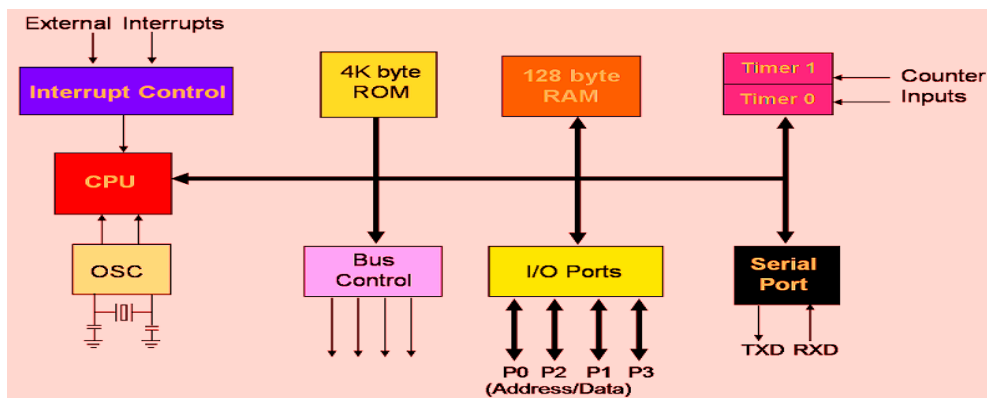 External Interrupts
Interrupt Control
4K byte
ROM
128 byte
RAM
Timer 1
Timer 0
Counter
Inputs
CPU
OSC
Bus
Control
I/O Ports
Serial
Port
TXD RXD
P0 P2 P1 P3
(Address/Data)